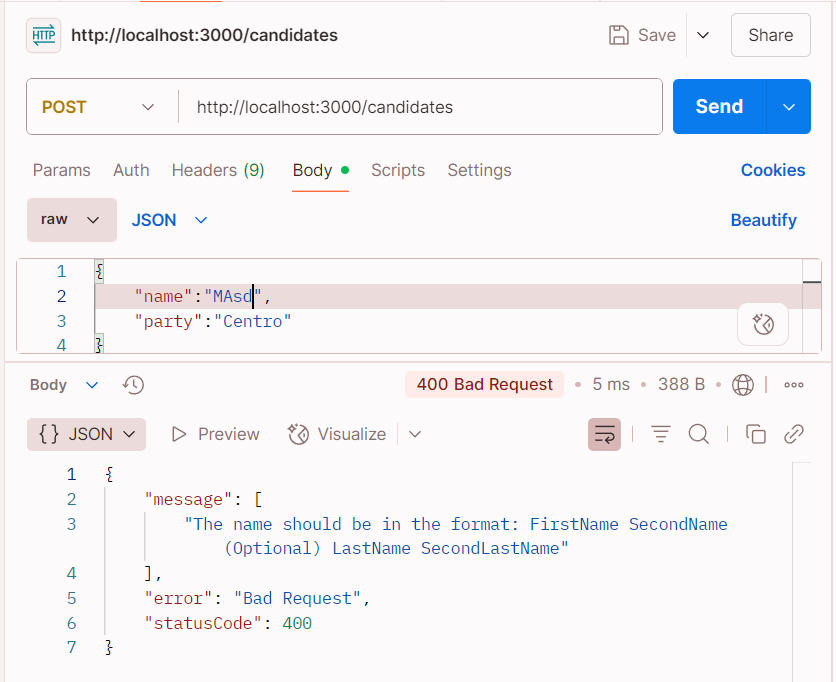 HTTP http://localhost:3000/candidates Save Share
POST http://localhost:3000/candidates Send
Params Auth Headers (9) Body Scripts Settings Cookies
raw JSON Beautify
1 {
2 "name":"MAsd",
3 "party":"Centro"
4 }
Body 400 Bad Request • 5 ms • 388 B •
{} JSON Preview Visualize
1 {
2 "message": [
3 "The name should be in the format: FirstName SecondName
(Optional) LastName SecondLastName"
4 ],
5 "error": "Bad Request",
6 "statusCode": 400
7 }